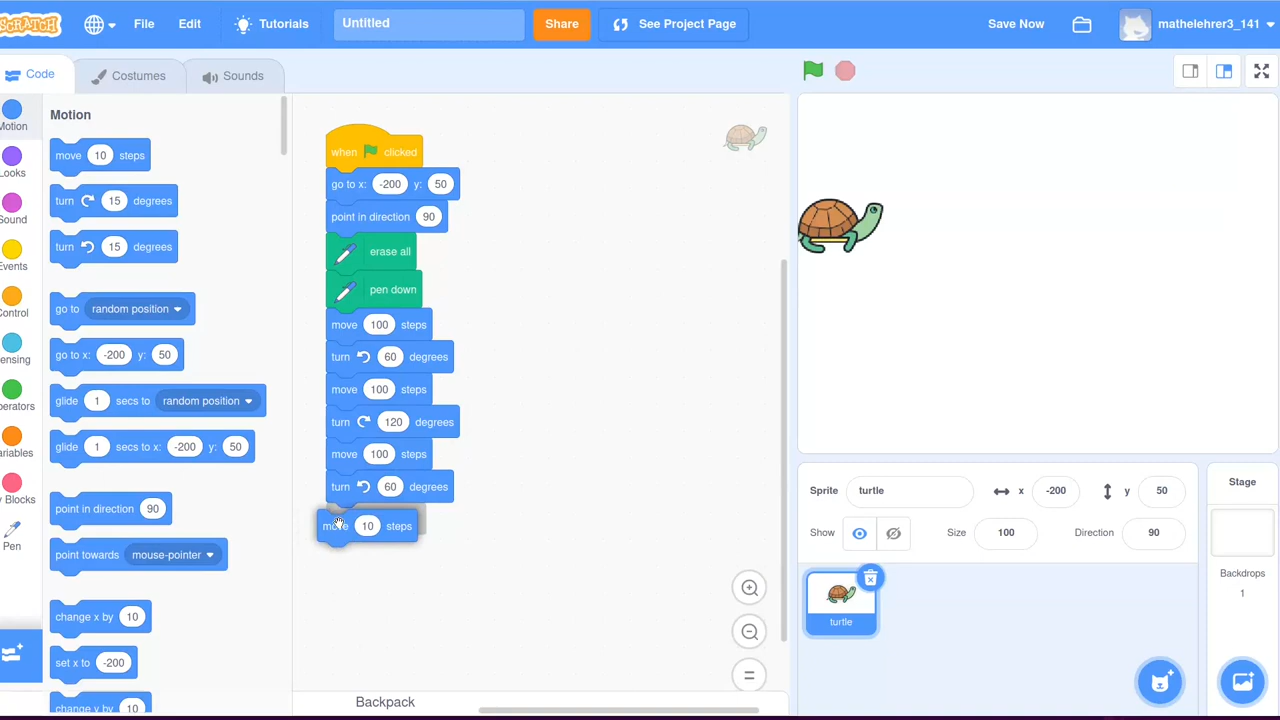 SCRATCH
File
Edit
Tutorials
Untitled
Share
See Project Page
Save Now
mathelehrer3_141
Code
Costumes
Sounds
Motion
Looks
Sound
Events
Control
ensing
perators
ariables
y Blocks
Pen
Motion
move 10 steps
turn 15 degrees
turn 15 degrees
go to random position
go to x: -200 y: 50
glide 1 secs to random position
glide 1 secs to x: -200 y: 50
point in direction 90
point towards mouse-pointer
change x by 10
set x to -200
change y by 10
when clicked
go to x: -200 y: 50
point in direction 90
erase all
pen down
move 100 steps
turn 60 degrees
move 100 steps
turn 120 degrees
move 100 steps
turn 60 degrees
move 10 steps
Backpack
Sprite turtle x -200 y 50
Show Size 100 Direction 90
turtle
Stage
Backdrops
1